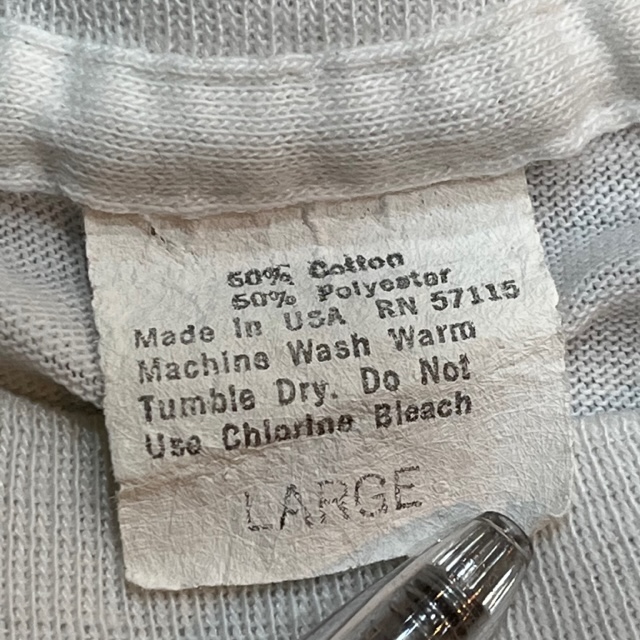 50% Cotton
50% Polyester
Made In USA RN 57115
Machine Wash Warm
Tumble Dry. Do Not
Use Chlorine Bleach
LARGE